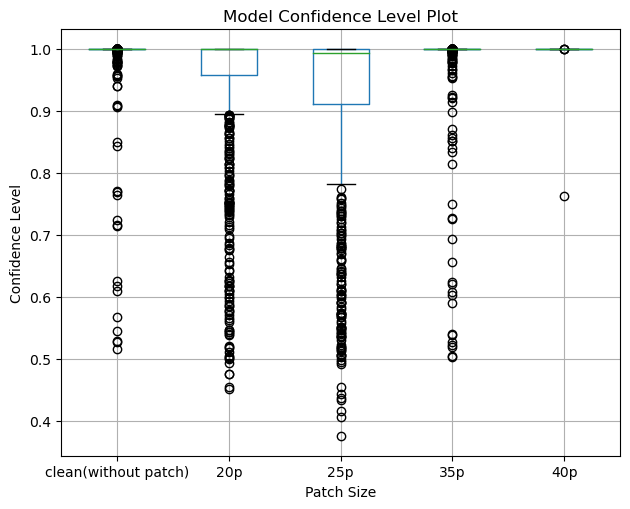 Model Confidence Level Plot
1.0
0.9
0.8
0.7
0.6
0.5
0.4
Confidence Level
clean(without patch) 20p 25p 35p 40p
Patch Size